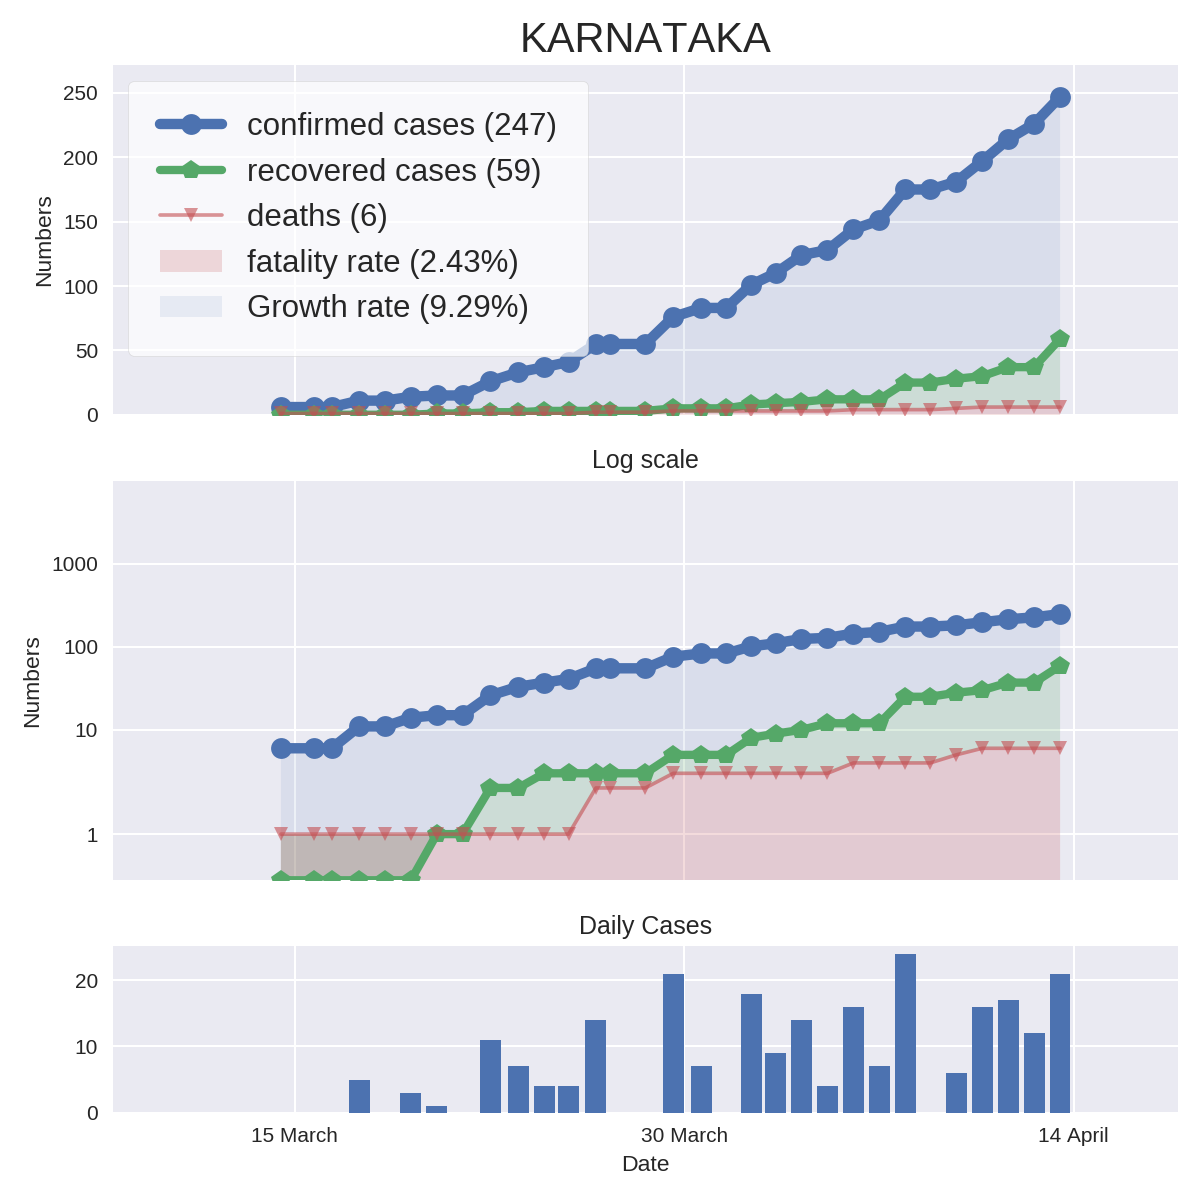 KARNATAKA
250
200
150
100
50
0
Numbers
confirmed cases (247)
recovered cases (59)
deaths (6)
fatality rate (2.43%)
Growth rate (9.29%)
Log scale
1000
100
10
1
Numbers
Daily Cases
20
10
0
15 March
30 March
14 April
Date